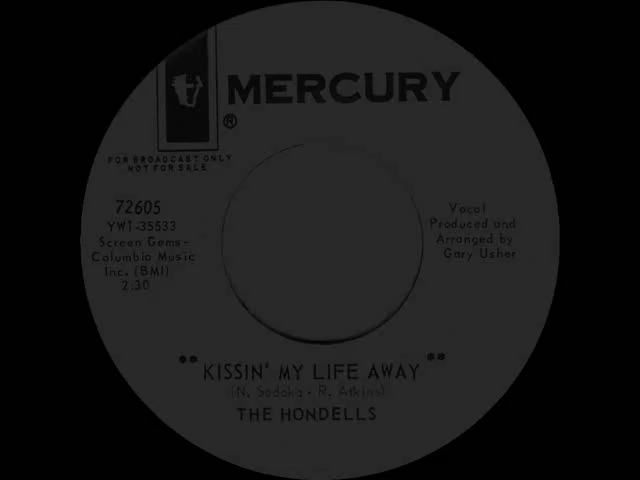 MERCURY
®
FOR BROADCAST ONLY
NOT FOR SALE
72605
YW1-35533
Screen Gems-
Columbia Music
Inc. (BMI)
2:30
Vocal
Produced and
Arranged by
Gary Usher
**KISSIN' MY LIFE AWAY**
(N. Sedaka - R. Atkins)
THE HONDELLS